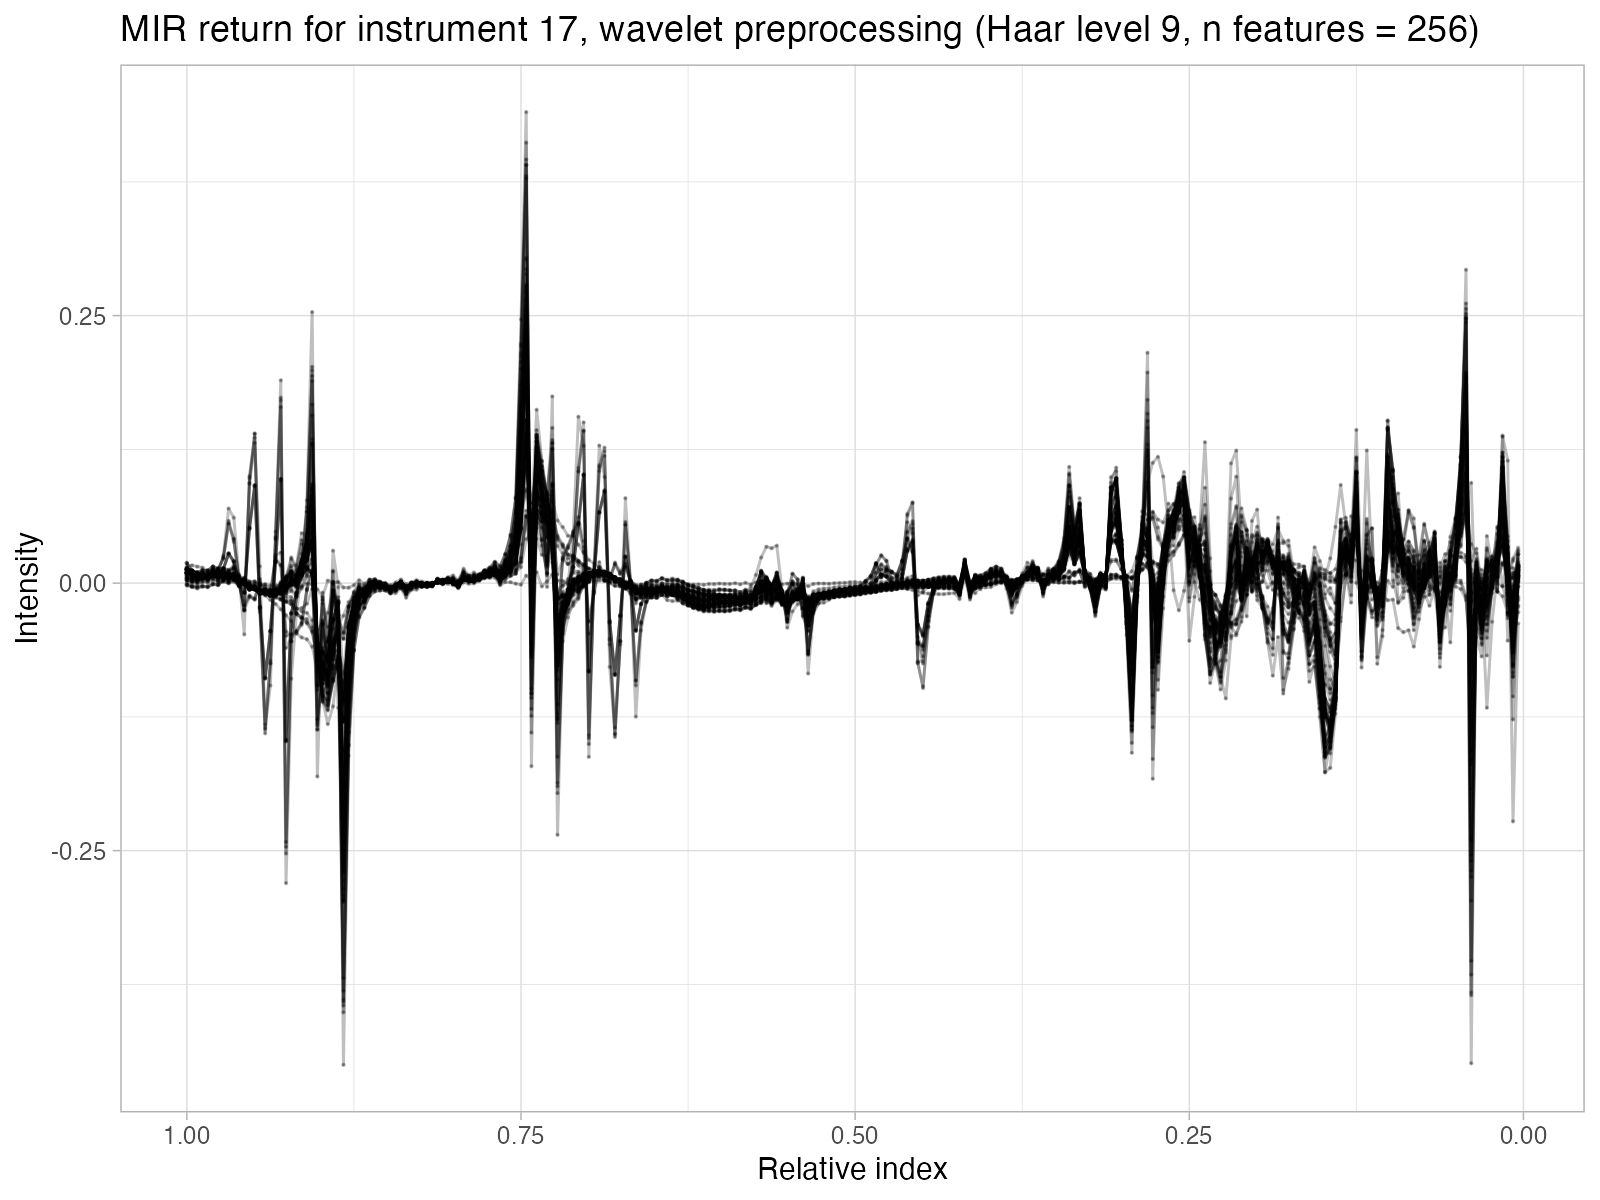 MIR return for instrument 17, wavelet preprocessing (Haar level 9, n features = 256)
Intensity
0.25
0.00
-0.25
1.00 0.75 0.50 0.25 0.00
Relative index